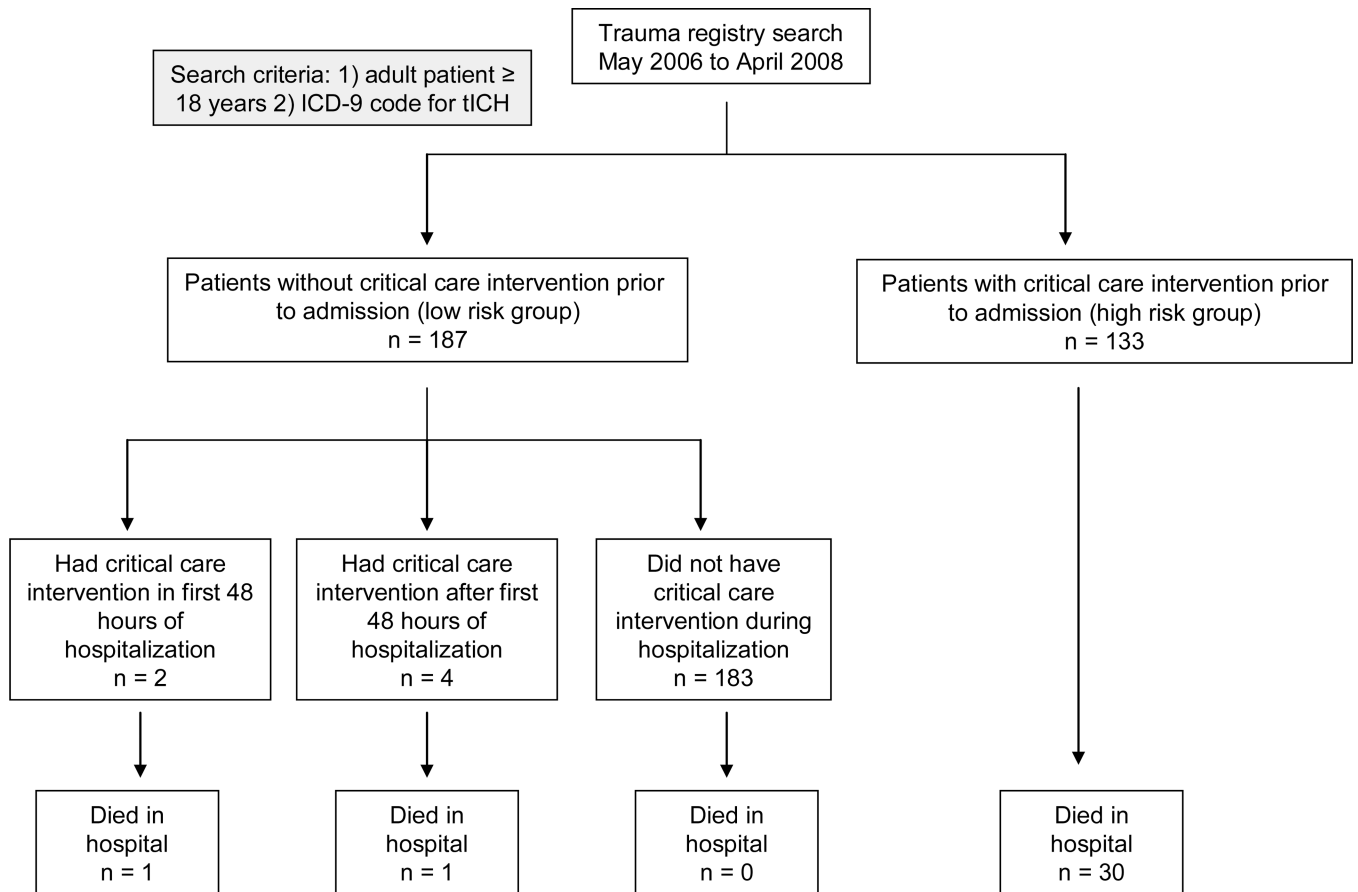 Trauma registry search
May 2006 to April 2008
Search criteria: 1) adult patient ≥
18 years 2) ICD-9 code for tICH
Patients without critical care intervention prior
to admission (low risk group)
n = 187
Patients with critical care intervention prior
to admission (high risk group)
n = 133
Had critical care
intervention in first 48
hours of
hospitalization
n = 2
Had critical care
intervention after first
48 hours of
hospitalization
n = 4
Did not have
critical care
intervention during
hospitalization
n = 183
Died in
hospital
n = 1
Died in
hospital
n = 1
Died in
hospital
n = 0
Died in
hospital
n = 30